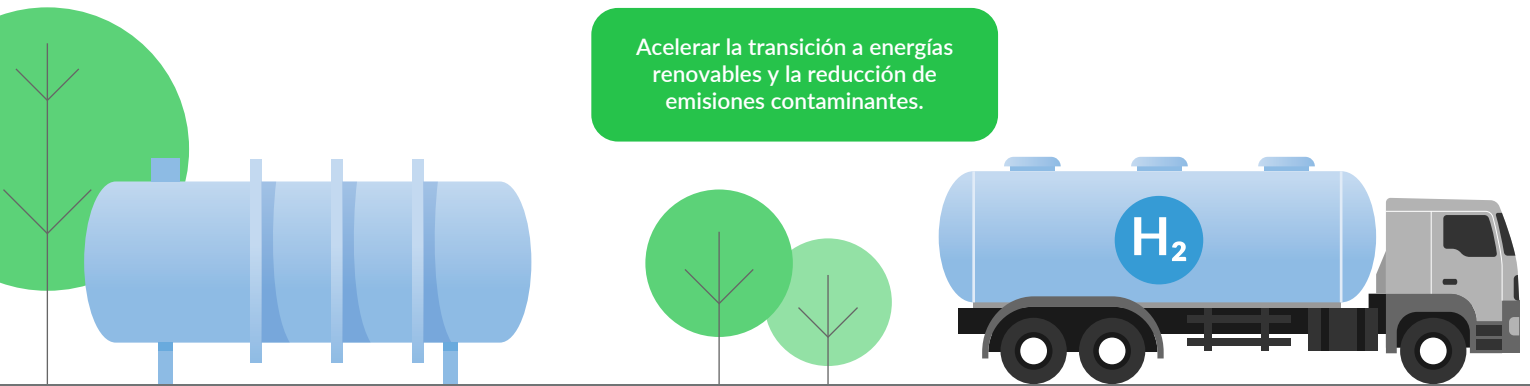 Acelerar la transición a energías
renovables y la reducción de
emisiones contaminantes.
H₂